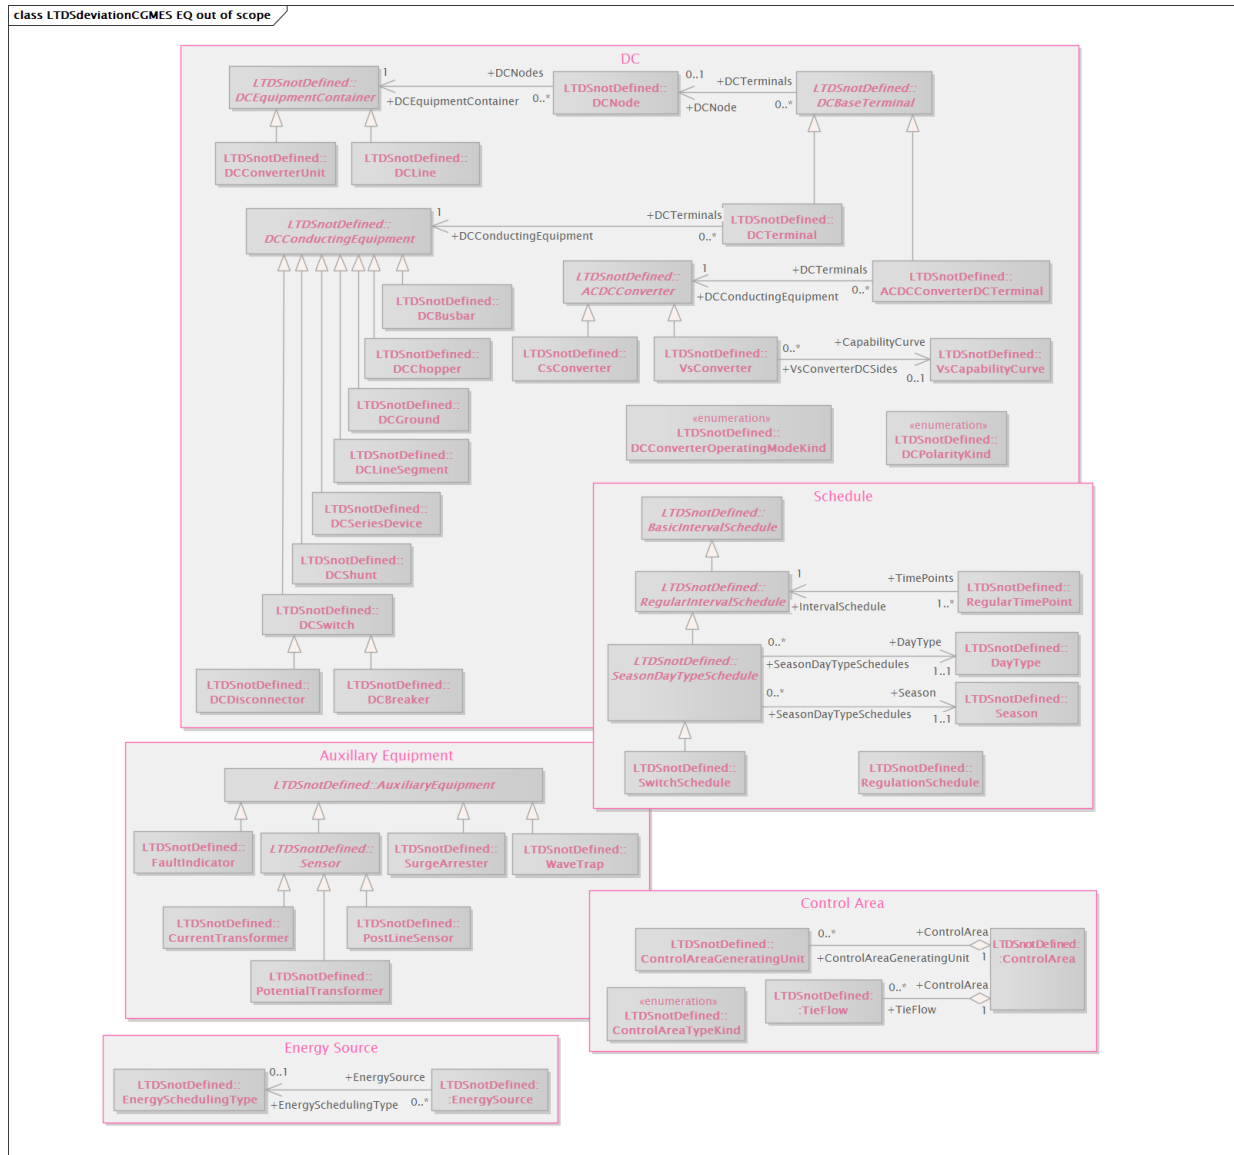 class LTDSdeviationCGMES EQ out of scope
DC
LTDSnotDefined::
DCEquipmentContainer
1
+DCNodes
+DCEquipmentContainer
0..*
LTDSnotDefined::
DCNode
0..1
+DCTerminals
+DCNode
0..*
LTDSnotDefined::
DCBaseTerminal
LTDSnotDefined::
DCConverterUnit
LTDSnotDefined::
DCLine
LTDSnotDefined::
DCConductingEquipment
1
+DCTerminals
+DCConductingEquipment
0..*
LTDSnotDefined::
DCTerminal
LTDSnotDefined::
ACDCConverter
1
+DCTerminals
+DCConductingEquipment
0..*
LTDSnotDefined::
ACDCConverterDCTerminal
LTDSnotDefined::
DCBusbar
LTDSnotDefined::
CsConverter
LTDSnotDefined::
VsConverter
0..*
+CapabilityCurve
+VsConverterDCSides
0..1
LTDSnotDefined::
VsCapabilityCurve
LTDSnotDefined::
DCChopper
LTDSnotDefined::
DCGround
«enumeration»
LTDSnotDefined::
DCConverterOperatingModeKind
«enumeration»
LTDSnotDefined::
DCPolarityKind
LTDSnotDefined::
DCLineSegment
LTDSnotDefined::
DCSeriesDevice
LTDSnotDefined::
DCShunt
LTDSnotDefined::
DCSwitch
LTDSnotDefined::
DCDisconnector
LTDSnotDefined::
DCBreaker
Schedule
LTDSnotDefined::
BasicIntervalSchedule
LTDSnotDefined::
RegularIntervalSchedule
1
+TimePoints
+IntervalSchedule
1..*
LTDSnotDefined::
RegularTimePoint
LTDSnotDefined::
SeasonDayTypeSchedule
0..*
+DayType
+SeasonDayTypeSchedules
1..1
LTDSnotDefined::
DayType
0..*
+Season
+SeasonDayTypeSchedules
1..1
LTDSnotDefined::
Season
LTDSnotDefined::
SwitchSchedule
LTDSnotDefined::
RegulationSchedule
Auxillary Equipment
LTDSnotDefined::AuxiliaryEquipment
LTDSnotDefined::
FaultIndicator
LTDSnotDefined::
Sensor
LTDSnotDefined::
SurgeArrester
LTDSnotDefined::
WaveTrap
LTDSnotDefined::
CurrentTransformer
LTDSnotDefined::
PostLineSensor
LTDSnotDefined::
PotentialTransformer
Control Area
LTDSnotDefined::
ControlAreaGeneratingUnit
0..*
+ControlArea
+ControlAreaGeneratingUnit
1
LTDSnotDefined:
:ControlArea
«enumeration»
LTDSnotDefined::
ControlAreaTypeKind
LTDSnotDefined:
:TieFlow
0..*
+ControlArea
+TieFlow
1
Energy Source
LTDSnotDefined::
EnergySchedulingType
0..1
+EnergySource
+EnergySchedulingType
0..*
LTDSnotDefined:
:EnergySource